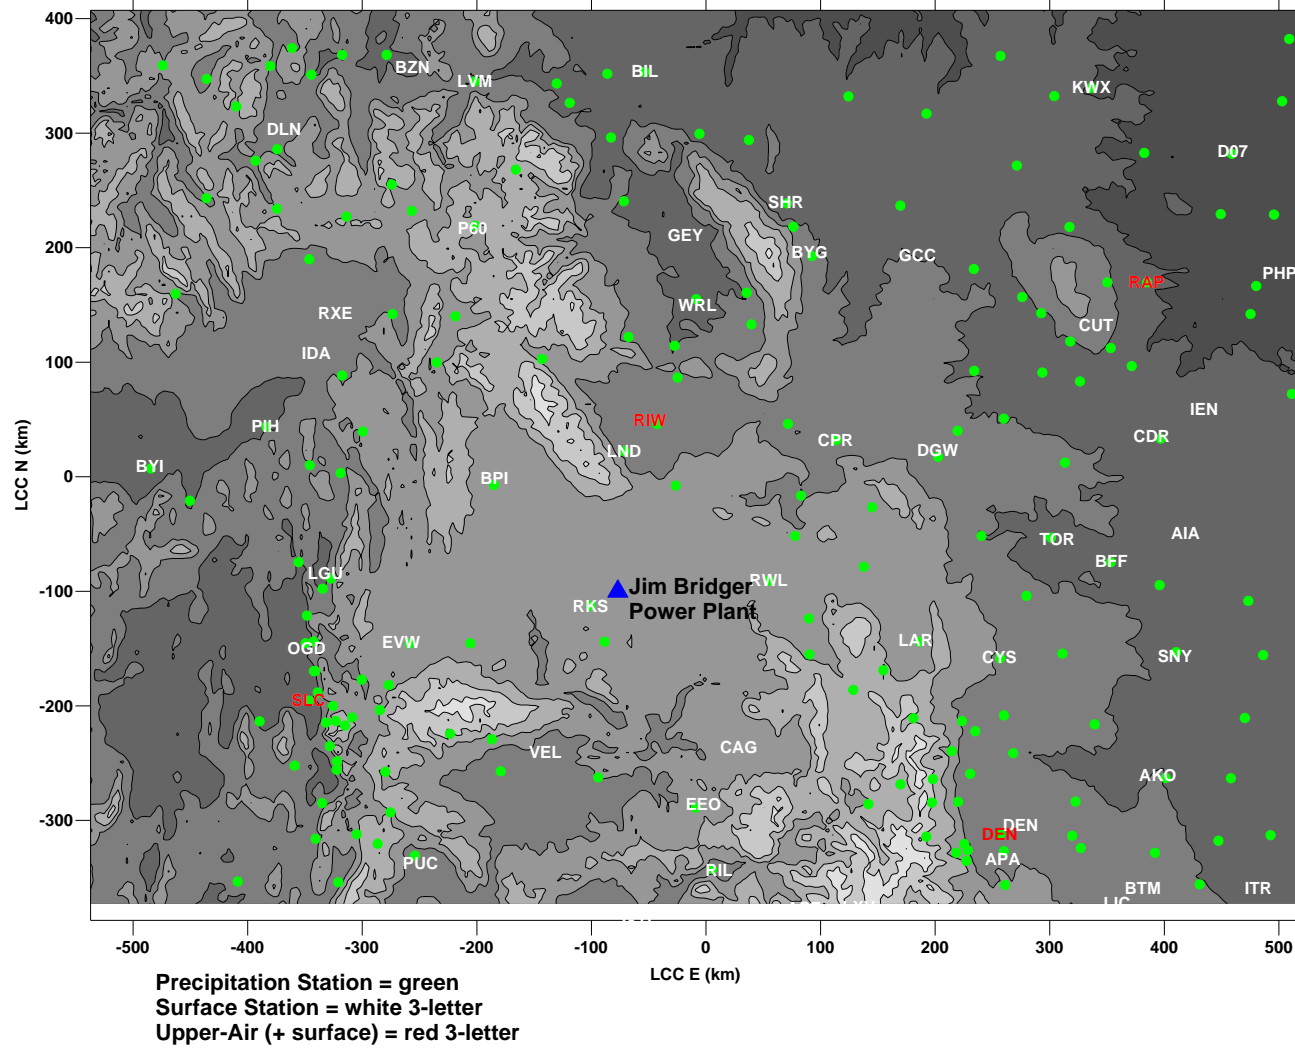 400
BZN
BIL
LVM
KWX
300
DLN
D07
SHR
P60
GEY
200
BYG
GCC
PHP
RAP
WRL
RXE
CUT
IDA
100
IEN
RIW
PIH
CPR
CDR
LND
DGW
BYI
BPI
0
TOR
AIA
BFF
LGU
RWL
-100
Jim Bridger
Power Plant
RKS
OGD
EVW
LAR
CYS
SNY
SLC
-200
VEL
CAG
AKO
EEO
-300
DEN
DEN
PUC
RIL
APA
BTM
ITR
LCC N (km)
-500
-400
-300
-200
-100
0
100
200
300
400
500
LCC E (km)
Precipitation Station = green
Surface Station = white 3-letter
Upper-Air (+ surface) = red 3-letter